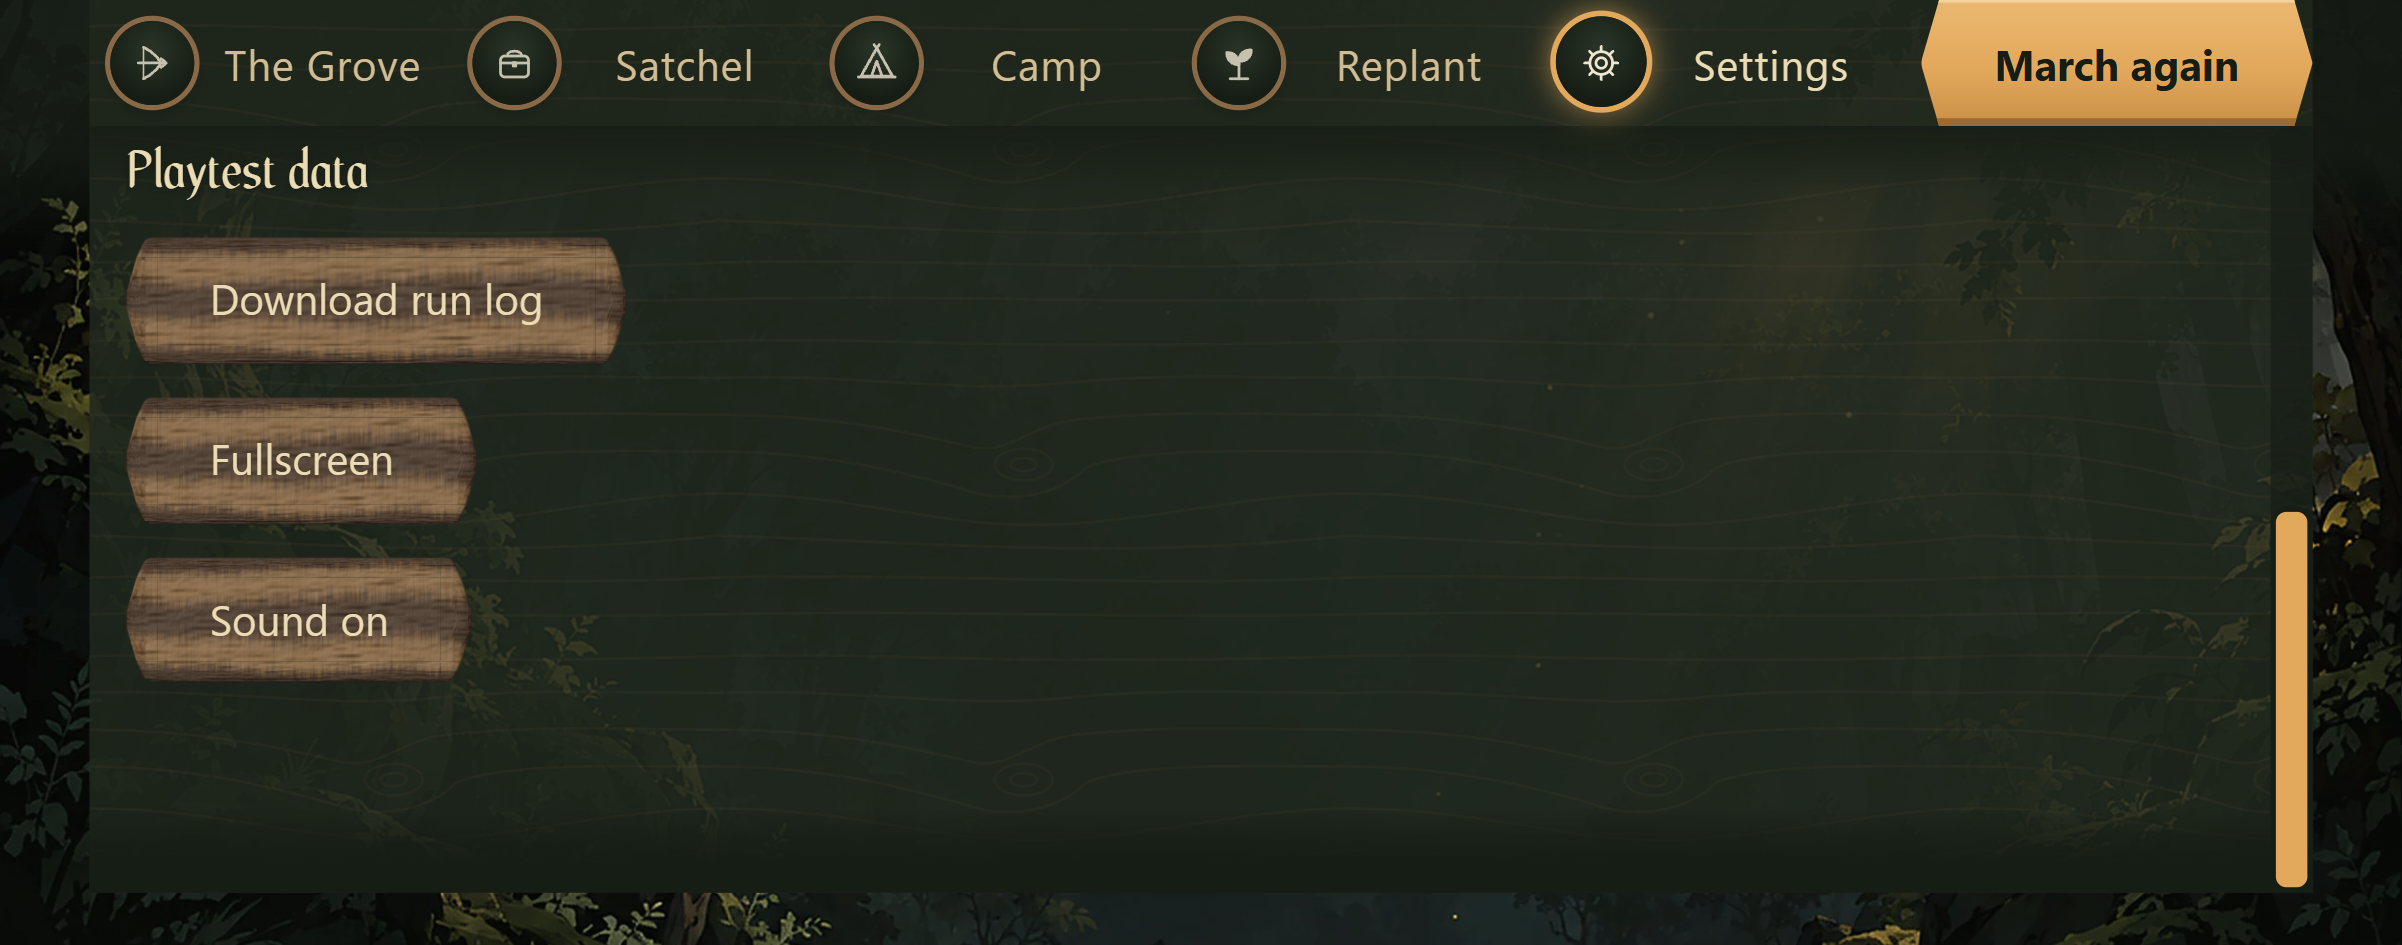 The Grove
Satchel
Camp
Replant
Settings
March again
Playtest data
Download run log
Fullscreen
Sound on